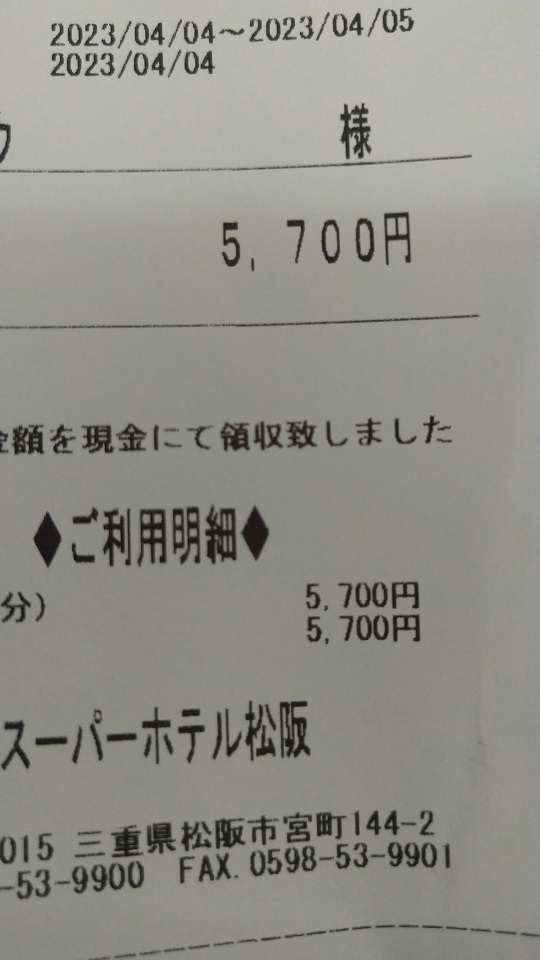 2023/04/04～2023/04/05
2023/04/04
様
5,700円
金額を現金にて領収致しました
◆ご利用明細◆
分) 5,700円
5,700円
スーパーホテル松阪
015 三重県松阪市宮町144-2
-53-9900 FAX.0598-53-9901